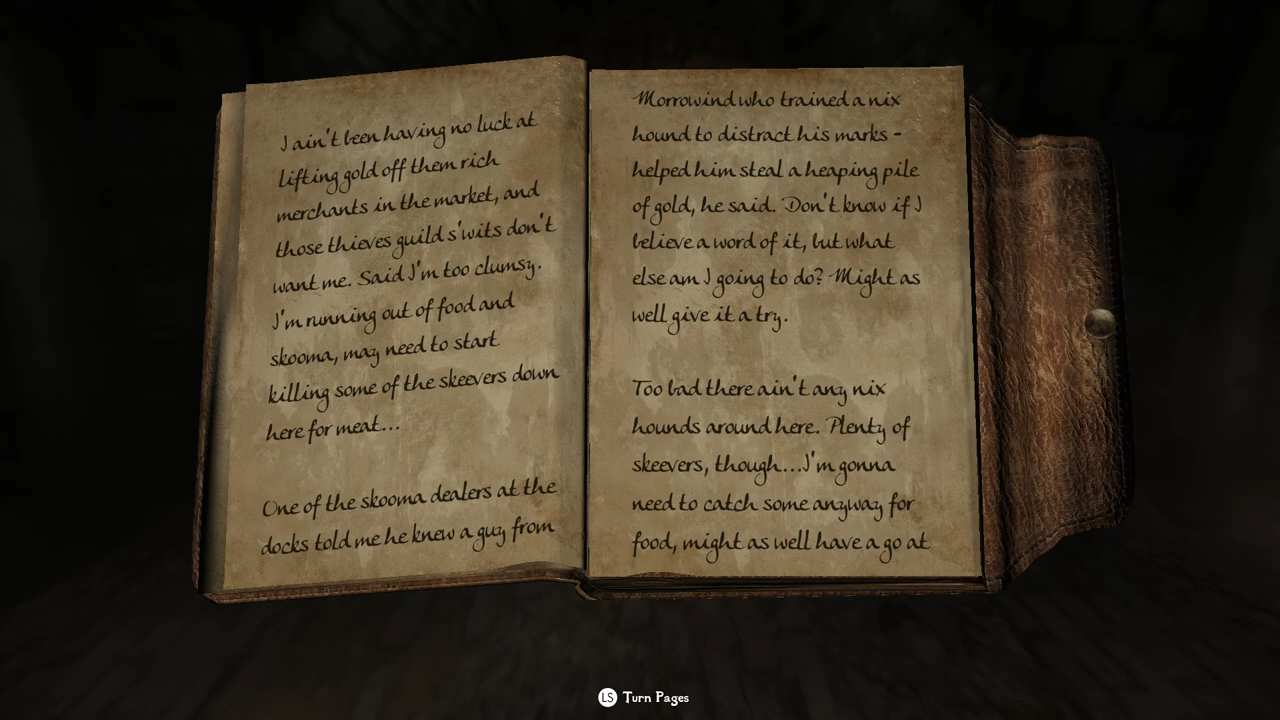 I ain't been having no luck at
lifting gold off them rich
merchants in the market, and
those thieves guild s'wits don't
want me. Said I'm too clumsy.
I'm running out of food and
skooma, may need to start
killing some of the skeevers down
here for meat...
One of the skooma dealers at the
docks told me he knew a guy from
Morrowind who trained a nix
hound to distract his marks -
helped him steal a heaping pile
of gold, he said. Don't know if I
believe a word of it, but what
else am I going to do? Might as
well give it a try.
Too bad there ain't any nix
hounds around here. Plenty of
skeevers, though...I'm gonna
need to catch some anyway for
food, might as well have a go at
LS Turn Pages